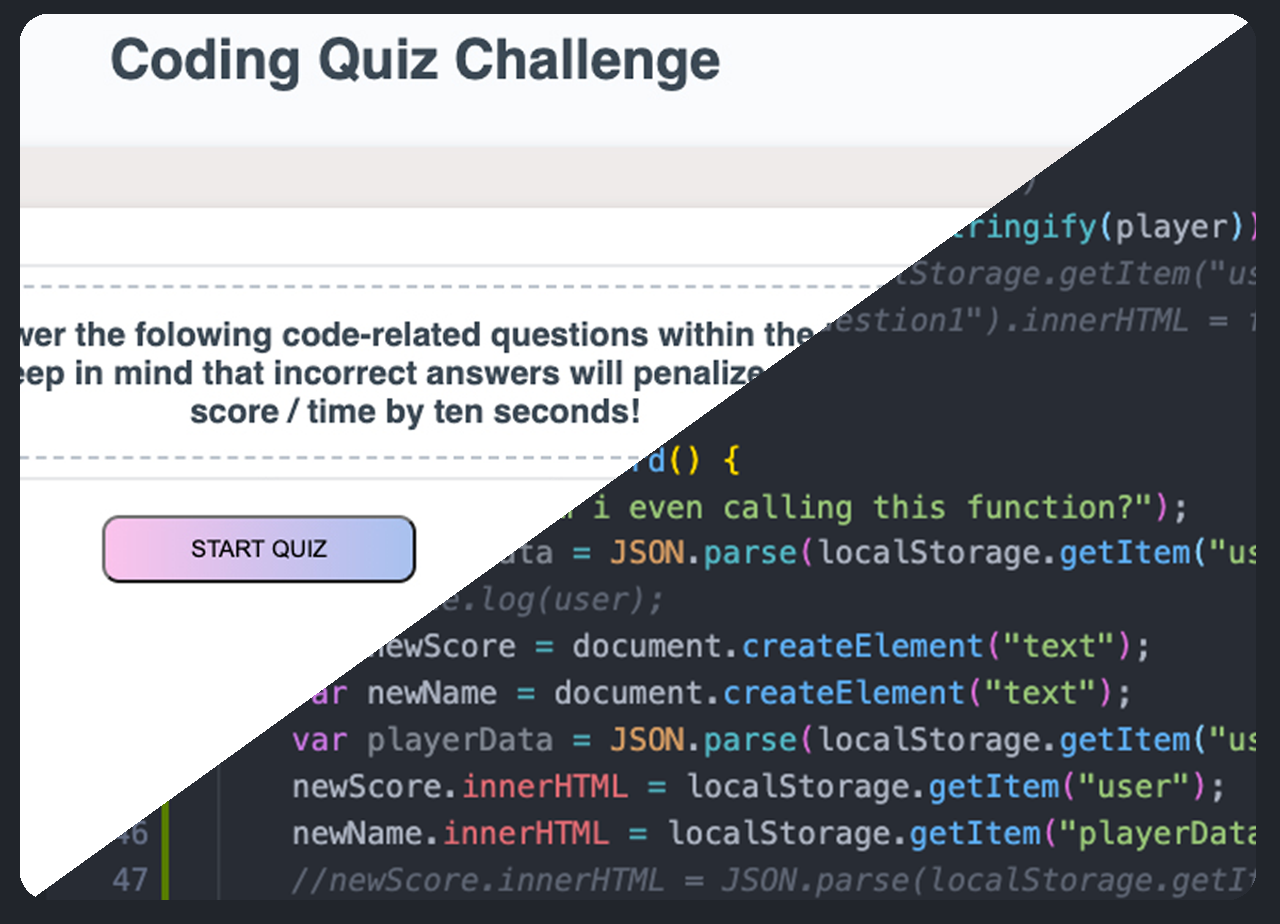 Coding Quiz Challenge
)
stringify(player))
lStorage.getItem("us
estion1").innerHTML =
wer the folowing code-related questions within the
eep in mind that incorrect answers will penalize
score / time by ten seconds!
rd() {
i even calling this function?");
START QUIZ
ata = JSON.parse(localStorage.getItem("us
e.log(user);
newScore = document.createElement("text");
var newName = document.createElement("text");
var playerData = JSON.parse(localStorage.getItem("us
newScore.innerHTML = localStorage.getItem("user");
46 newName.innerHTML = localStorage.getItem("playerData
47 //newScore.innerHTML = JSON.parse(localStorage.getIt